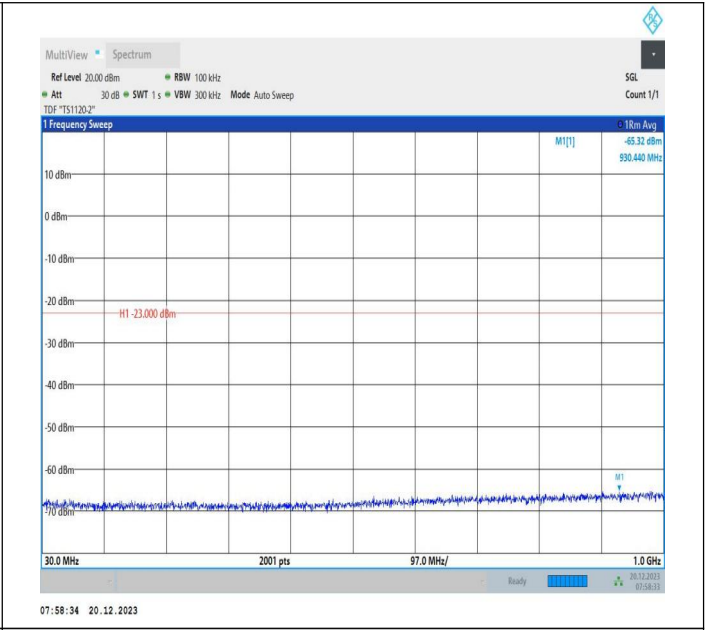 R S
MultiView Spectrum
Ref Level 20.00 dBm RBW 100 kHz SGL
Att 30 dB SWT 1 s VBW 300 kHz Mode Auto Sweep Count 1/1
TDF "TS1120-2"
1 Frequency Sweep 1Rm Avg
M1[1] -65.32 dBm
930.440 MHz
10 dBm
0 dBm
-10 dBm
-20 dBm
H1 -23.000 dBm
-30 dBm
-40 dBm
-50 dBm
-60 dBm
M1
-70 dBm
30.0 MHz 2001 pts 97.0 MHz/ 1.0 GHz
Ready 20.12.2023
07:58:33
07:58:34 20.12.2023